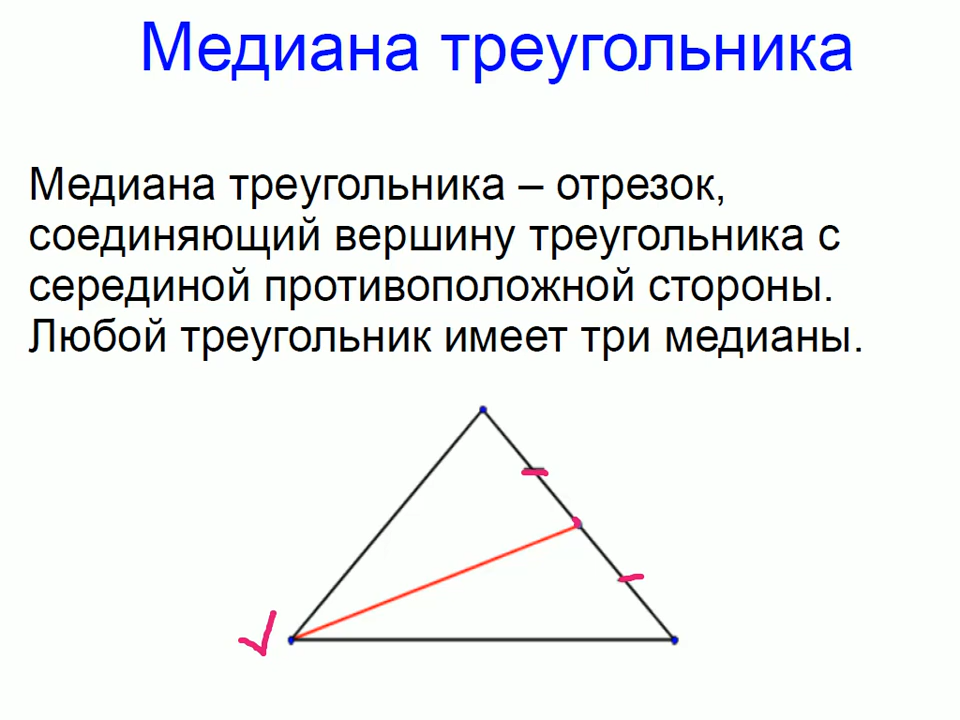 Медиана треугольника
Медиана треугольника – отрезок,
соединяющий вершину треугольника с
серединой противоположной стороны.
Любой треугольник имеет три медианы.